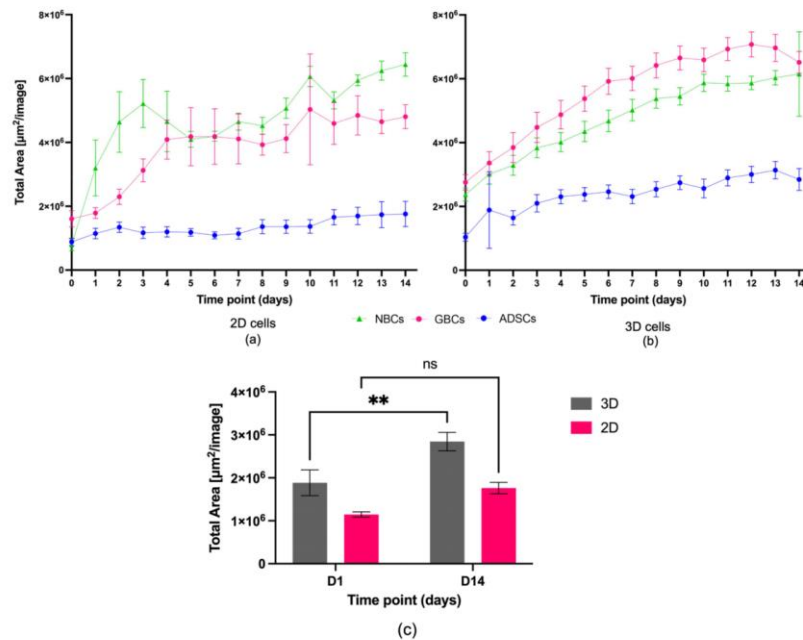 8×10⁶
6×10⁶
4×10⁶
2×10⁶
0
Total Area [µm²/image]
0 1 2 3 4 5 6 7 8 9 10 11 12 13 14
Time point (days)
2D cells
(a)
8×10⁶
6×10⁶
4×10⁶
2×10⁶
0
Total Area [µm²/image]
0 1 2 3 4 5 6 7 8 9 10 11 12 13 14
Time point (days)
3D cells
(b)
NBCs GBCs ADSCs
ns
**
3D
2D
4×10⁶
3×10⁶
2×10⁶
1×10⁶
0
Total Area [µm²/image]
D1 D14
Time point (days)
(c)